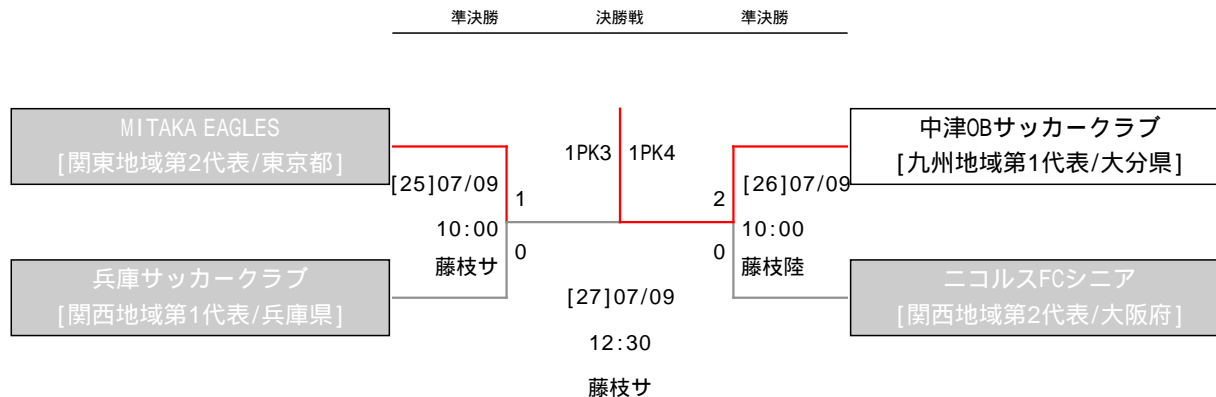 準決勝
決勝戦
準決勝
MITAKA EAGLES
[関東地域第2代表/東京都]
兵庫サッカークラブ
[関西地域第1代表/兵庫県]
[25]07/09
10:00
藤枝サ
1
0
1PK3
1PK4
[27]07/09
12:30
藤枝サ
2
0
[26]07/09
10:00
藤枝陸
中津OBサッカークラブ
[九州地域第1代表/大分県]
ニコルスFCシニア
[関西地域第2代表/大阪府]